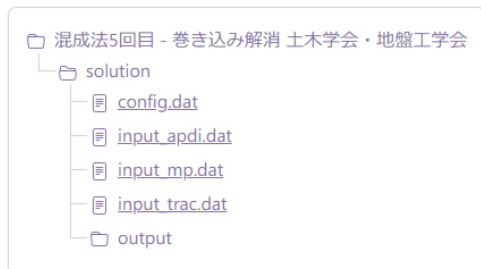 混成法5回目 - 巻き込み解消 土木学会・地盤工学会
solution
config.dat
input_apdi.dat
input_mp.dat
input_trac.dat
output